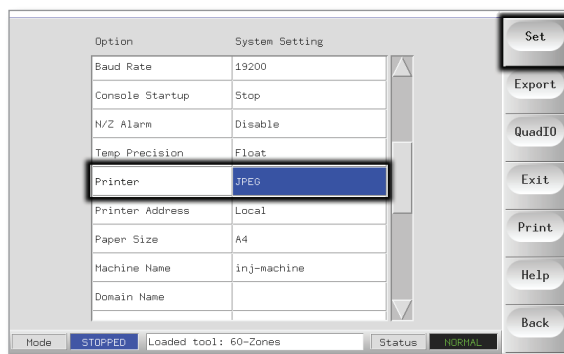 Option System Setting
Baud Rate 19200
Console Startup Stop
N/Z Alarm Disable
Temp Precision Float
Printer JPEG
Printer Address Local
Paper Size A4
Machine Name inj-machine
Domain Name
Mode STOPPED Loaded tool: 60-Zones Status NORMAL
Set
Export
QuadIO
Exit
Print
Help
Back